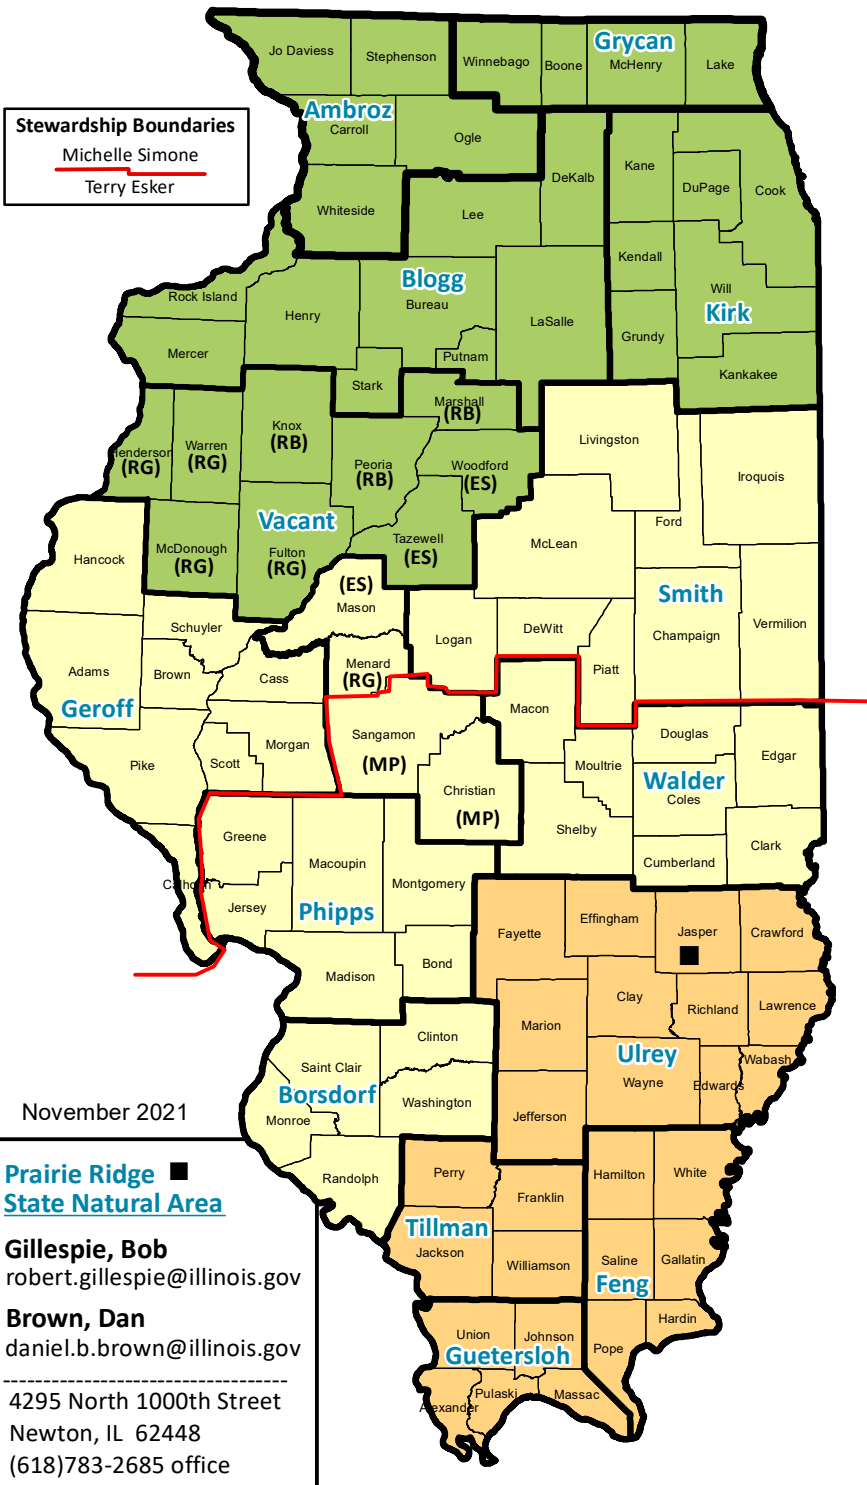 Jo Daviess
Stephenson
Winnebago
Boone
Grycan
McHenry
Lake
Stewardship Boundaries
Michelle Simone
Terry Esker
Ambroz
Carroll
Ogle
Whiteside
Lee
DeKalb
Kane
DuPage
Cook
Kendall
Will
Kirk
Grundy
Kankakee
Rock Island
Henry
Blogg
Bureau
LaSalle
Mercer
Putnam
Stark
Marshall
(RB)
Henderson
(RG)
Warren
(RG)
Knox
(RB)
Peoria
(RB)
Woodford
(ES)
Livingston
Iroquois
Ford
McLean
Vacant
McDonough
(RG)
Fulton
(RG)
Tazewell
(ES)
Hancock
(ES)
Mason
Schuyler
Logan
DeWitt
Smith
Champaign
Vermilion
Piatt
Adams
Brown
Cass
Menard
(RG)
Geroff
Macon
Sangamon
(MP)
Morgan
Scott
Pike
Christian
(MP)
Douglas
Moultrie
Edgar
Walder
Coles
Shelby
Cumberland
Clark
Greene
Macoupin
Montgomery
Calhoun
Jersey
Phipps
Madison
Bond
Fayette
Effingham
Jasper
Crawford
Clay
Richland
Lawrence
Marion
Ulrey
Wayne
Edwards
Wabash
Clinton
Saint Clair
Borsdorf
Washington
Monroe
Jefferson
November 2021
Randolph
Perry
Franklin
Hamilton
White
Tillman
Jackson
Williamson
Saline
Gallatin
Feng
Hardin
Pope
Union
Johnson
Guetersloh
Alexander
Pulaski
Massac
Prairie Ridge
State Natural Area
Gillespie, Bob
robert.gillespie@illinois.gov
Brown, Dan
daniel.b.brown@illinois.gov
------------------------------------
4295 North 1000th Street
Newton, IL 62448
(618)783-2685 office